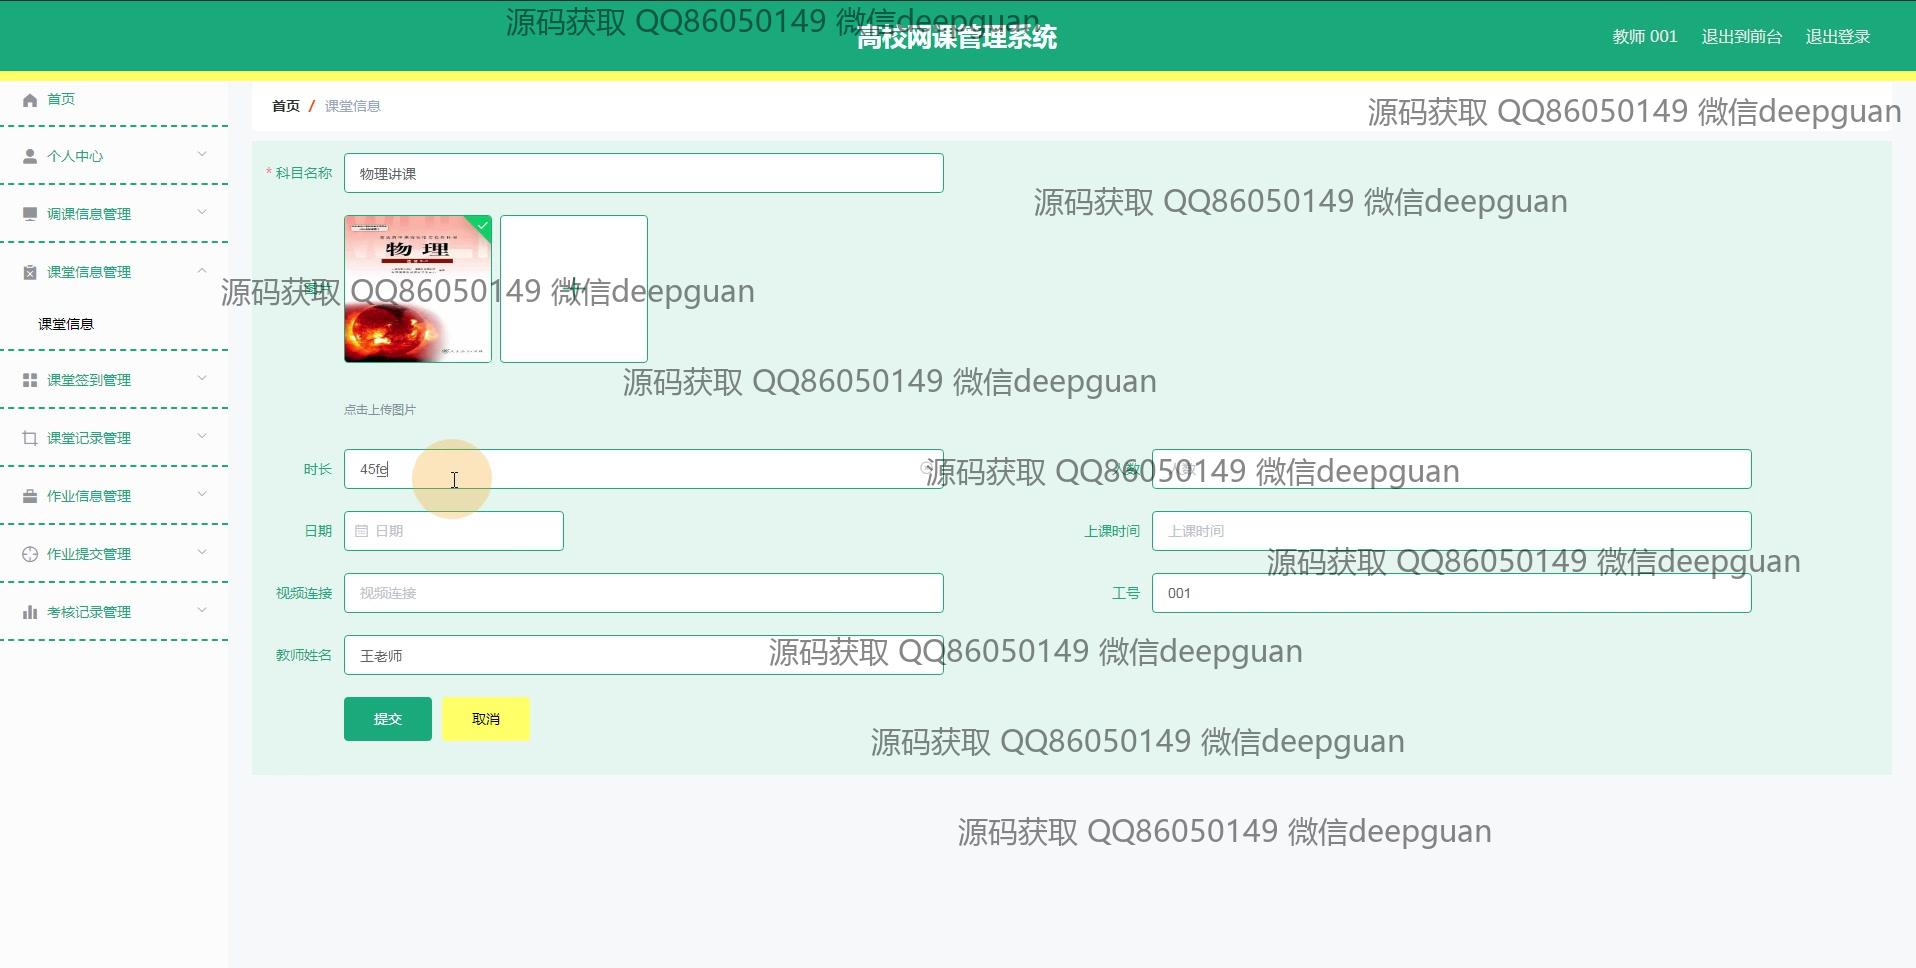 源码获取 QQ86050149 微信deepguan
高校网课管理系统
教师 001 退出到前台 退出登录
首页
首页 / 课堂信息
源码获取 QQ86050149 微信deepguan
个人中心
* 科目名称 物理讲课
源码获取 QQ86050149 微信deepguan
调课信息管理
物理
课堂信息管理
源码获取 QQ86050149 微信deepguan
课堂信息
源码获取 QQ86050149 微信deepguan
课堂签到管理
点击上传图片
课堂记录管理
时长 45fe
人数 人数
源码获取 QQ86050149 微信deepguan
作业信息管理
日期 日期
上课时间 上课时间
作业提交管理
源码获取 QQ86050149 微信deepguan
视频连接 视频连接
工号 001
考核记录管理
教师姓名 王老师
源码获取 QQ86050149 微信deepguan
提交 取消
源码获取 QQ86050149 微信deepguan
源码获取 QQ86050149 微信deepguan